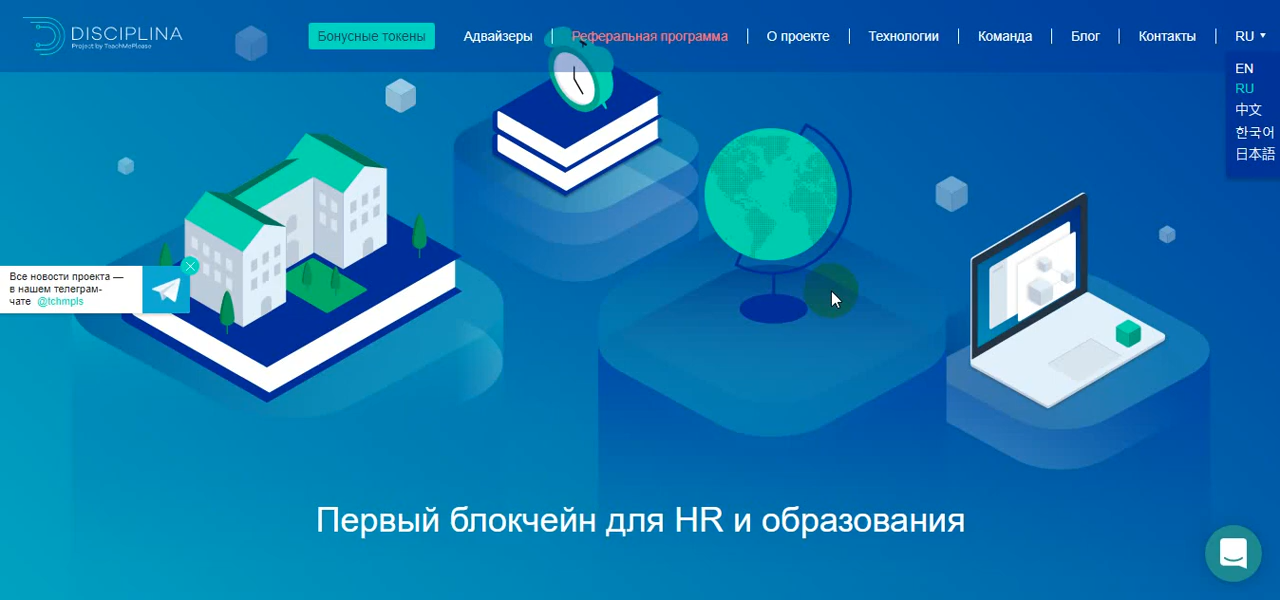 DISCIPLINA
Project by TeachMePlease
Бонусные токены
Адвайзеры
Реферальная программа
О проекте
Технологии
Команда
Блог
Контакты
RU
EN
RU
中文
한국어
日本語
Все новости проекта —
в нашем телеграм-
чате @tchmpls
Первый блокчейн для HR и образования